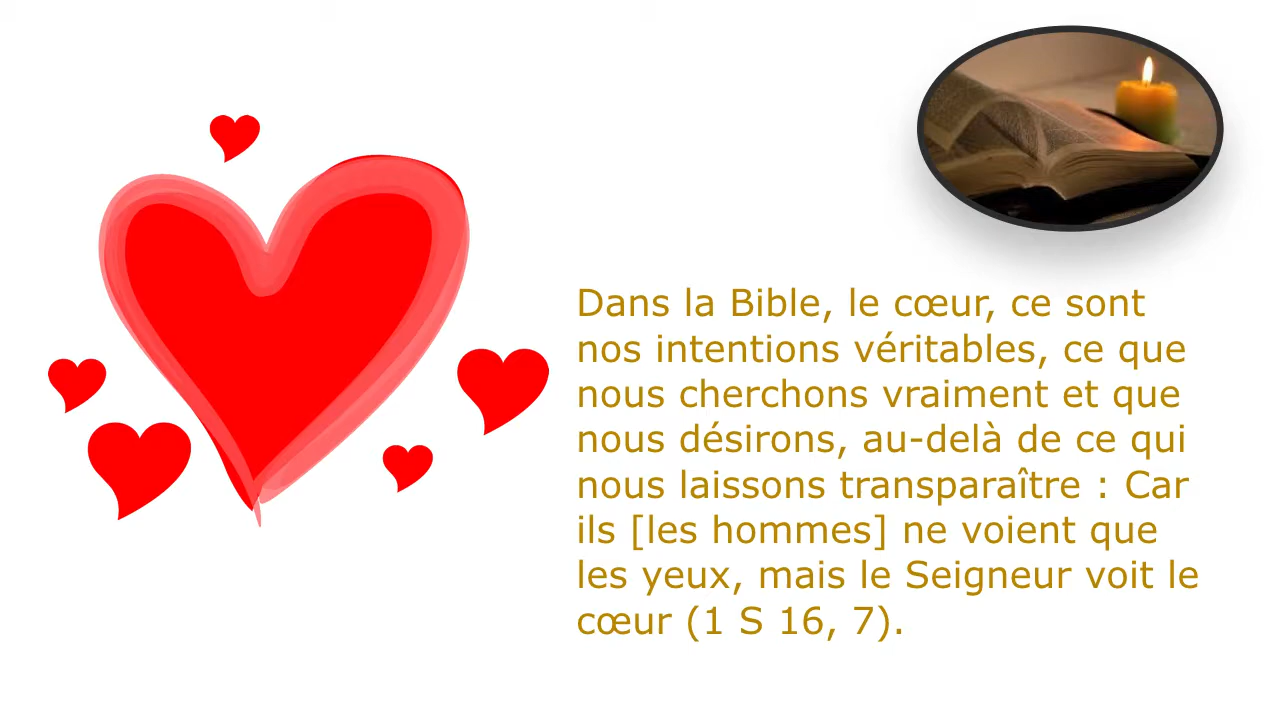 Dans la Bible, le cœur, ce sont
nos intentions véritables, ce que
nous cherchons vraiment et que
nous désirons, au-delà de ce qui
nous laissons transparaître : Car
ils [les hommes] ne voient que
les yeux, mais le Seigneur voit le
cœur (1 S 16, 7).